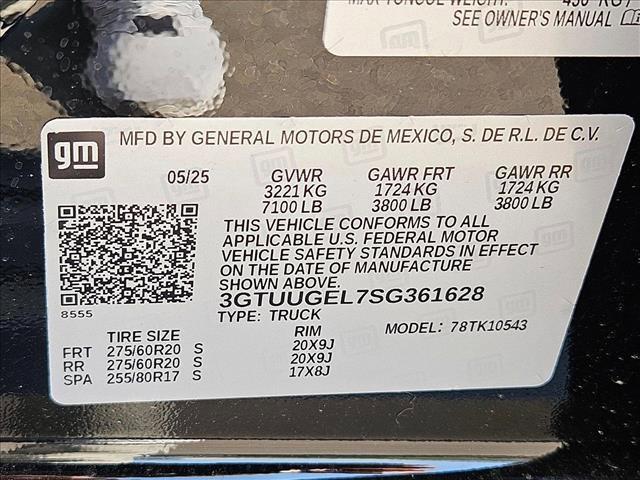 SEE OWNER'S MANUAL
gm
MFD BY GENERAL MOTORS DE MEXICO, S. DE R.L. DE C.V.
05/25 GVWR GAWR FRT GAWR RR
3221 KG 1724 KG 1724 KG
7100 LB 3800 LB 3800 LB
THIS VEHICLE CONFORMS TO ALL
APPLICABLE U.S. FEDERAL MOTOR
VEHICLE SAFETY STANDARDS IN EFFECT
ON THE DATE OF MANUFACTURE
SHOWN ABOVE.
3GTUUGEL7SG361628
8555
TYPE: TRUCK MODEL: 78TK10543
TIRE SIZE RIM
FRT 275/60R20 S 20X9J
RR 275/60R20 S 20X9J
SPA 255/80R17 S 17X8J